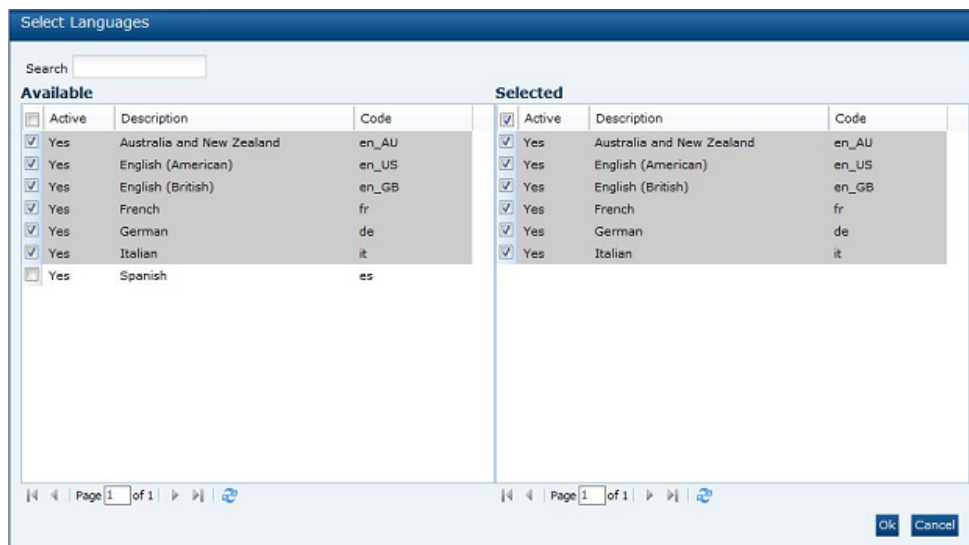 Select Languages
Search
Available
Active Description Code
Yes Australia and New Zealand en_AU
Yes English (American) en_US
Yes English (British) en_GB
Yes French fr
Yes German de
Yes Italian it
Yes Spanish es
Page 1 of 1
Selected
Active Description Code
Yes Australia and New Zealand en_AU
Yes English (American) en_US
Yes English (British) en_GB
Yes French fr
Yes German de
Yes Italian it
Page 1 of 1
Ok Cancel